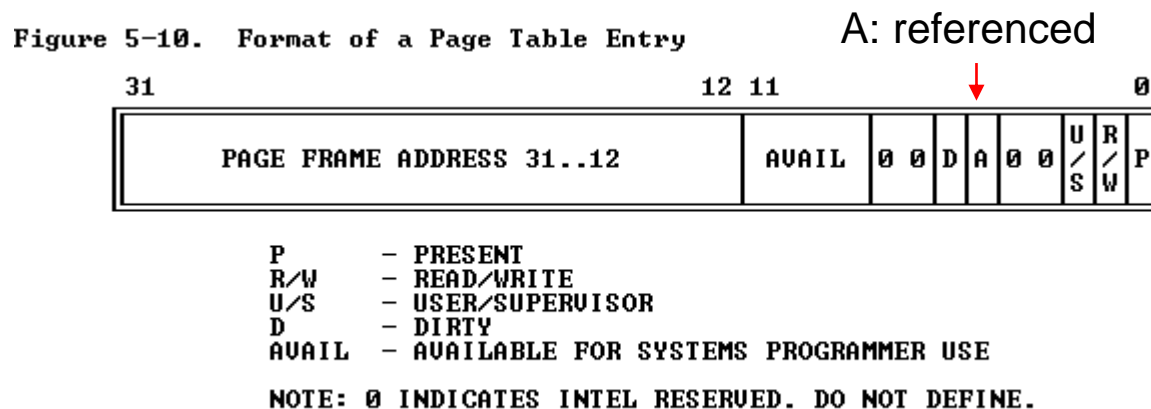 Figure 5-10. Format of a Page Table Entry
A: referenced
31 12 11 0
PAGE FRAME ADDRESS 31..12 AVAIL 0 0 D A 0 0 U/S R/W P
P - PRESENT
R/W - READ/WRITE
U/S - USER/SUPERVISOR
D - DIRTY
AVAIL - AVAILABLE FOR SYSTEMS PROGRAMMER USE
NOTE: 0 INDICATES INTEL RESERVED. DO NOT DEFINE.